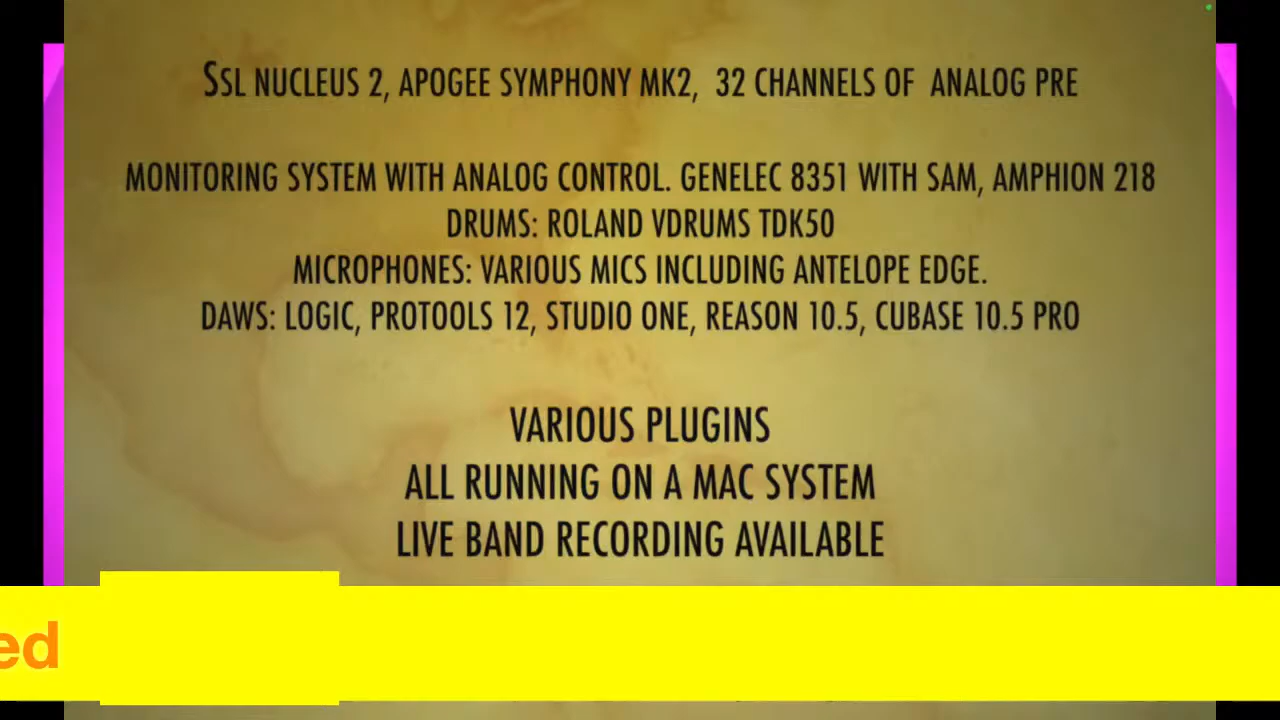 SSL NUCLEUS 2, APOGEE SYMPHONY MK2, 32 CHANNELS OF ANALOG PRE
MONITORING SYSTEM WITH ANALOG CONTROL. GENELEC 8351 WITH SAM, AMPHION 218
DRUMS: ROLAND VDRUMS TDK50
MICROPHONES: VARIOUS MICS INCLUDING ANTELOPE EDGE.
DAWS: LOGIC, PROTOOLS 12, STUDIO ONE, REASON 10.5, CUBASE 10.5 PRO
VARIOUS PLUGINS
ALL RUNNING ON A MAC SYSTEM
LIVE BAND RECORDING AVAILABLE